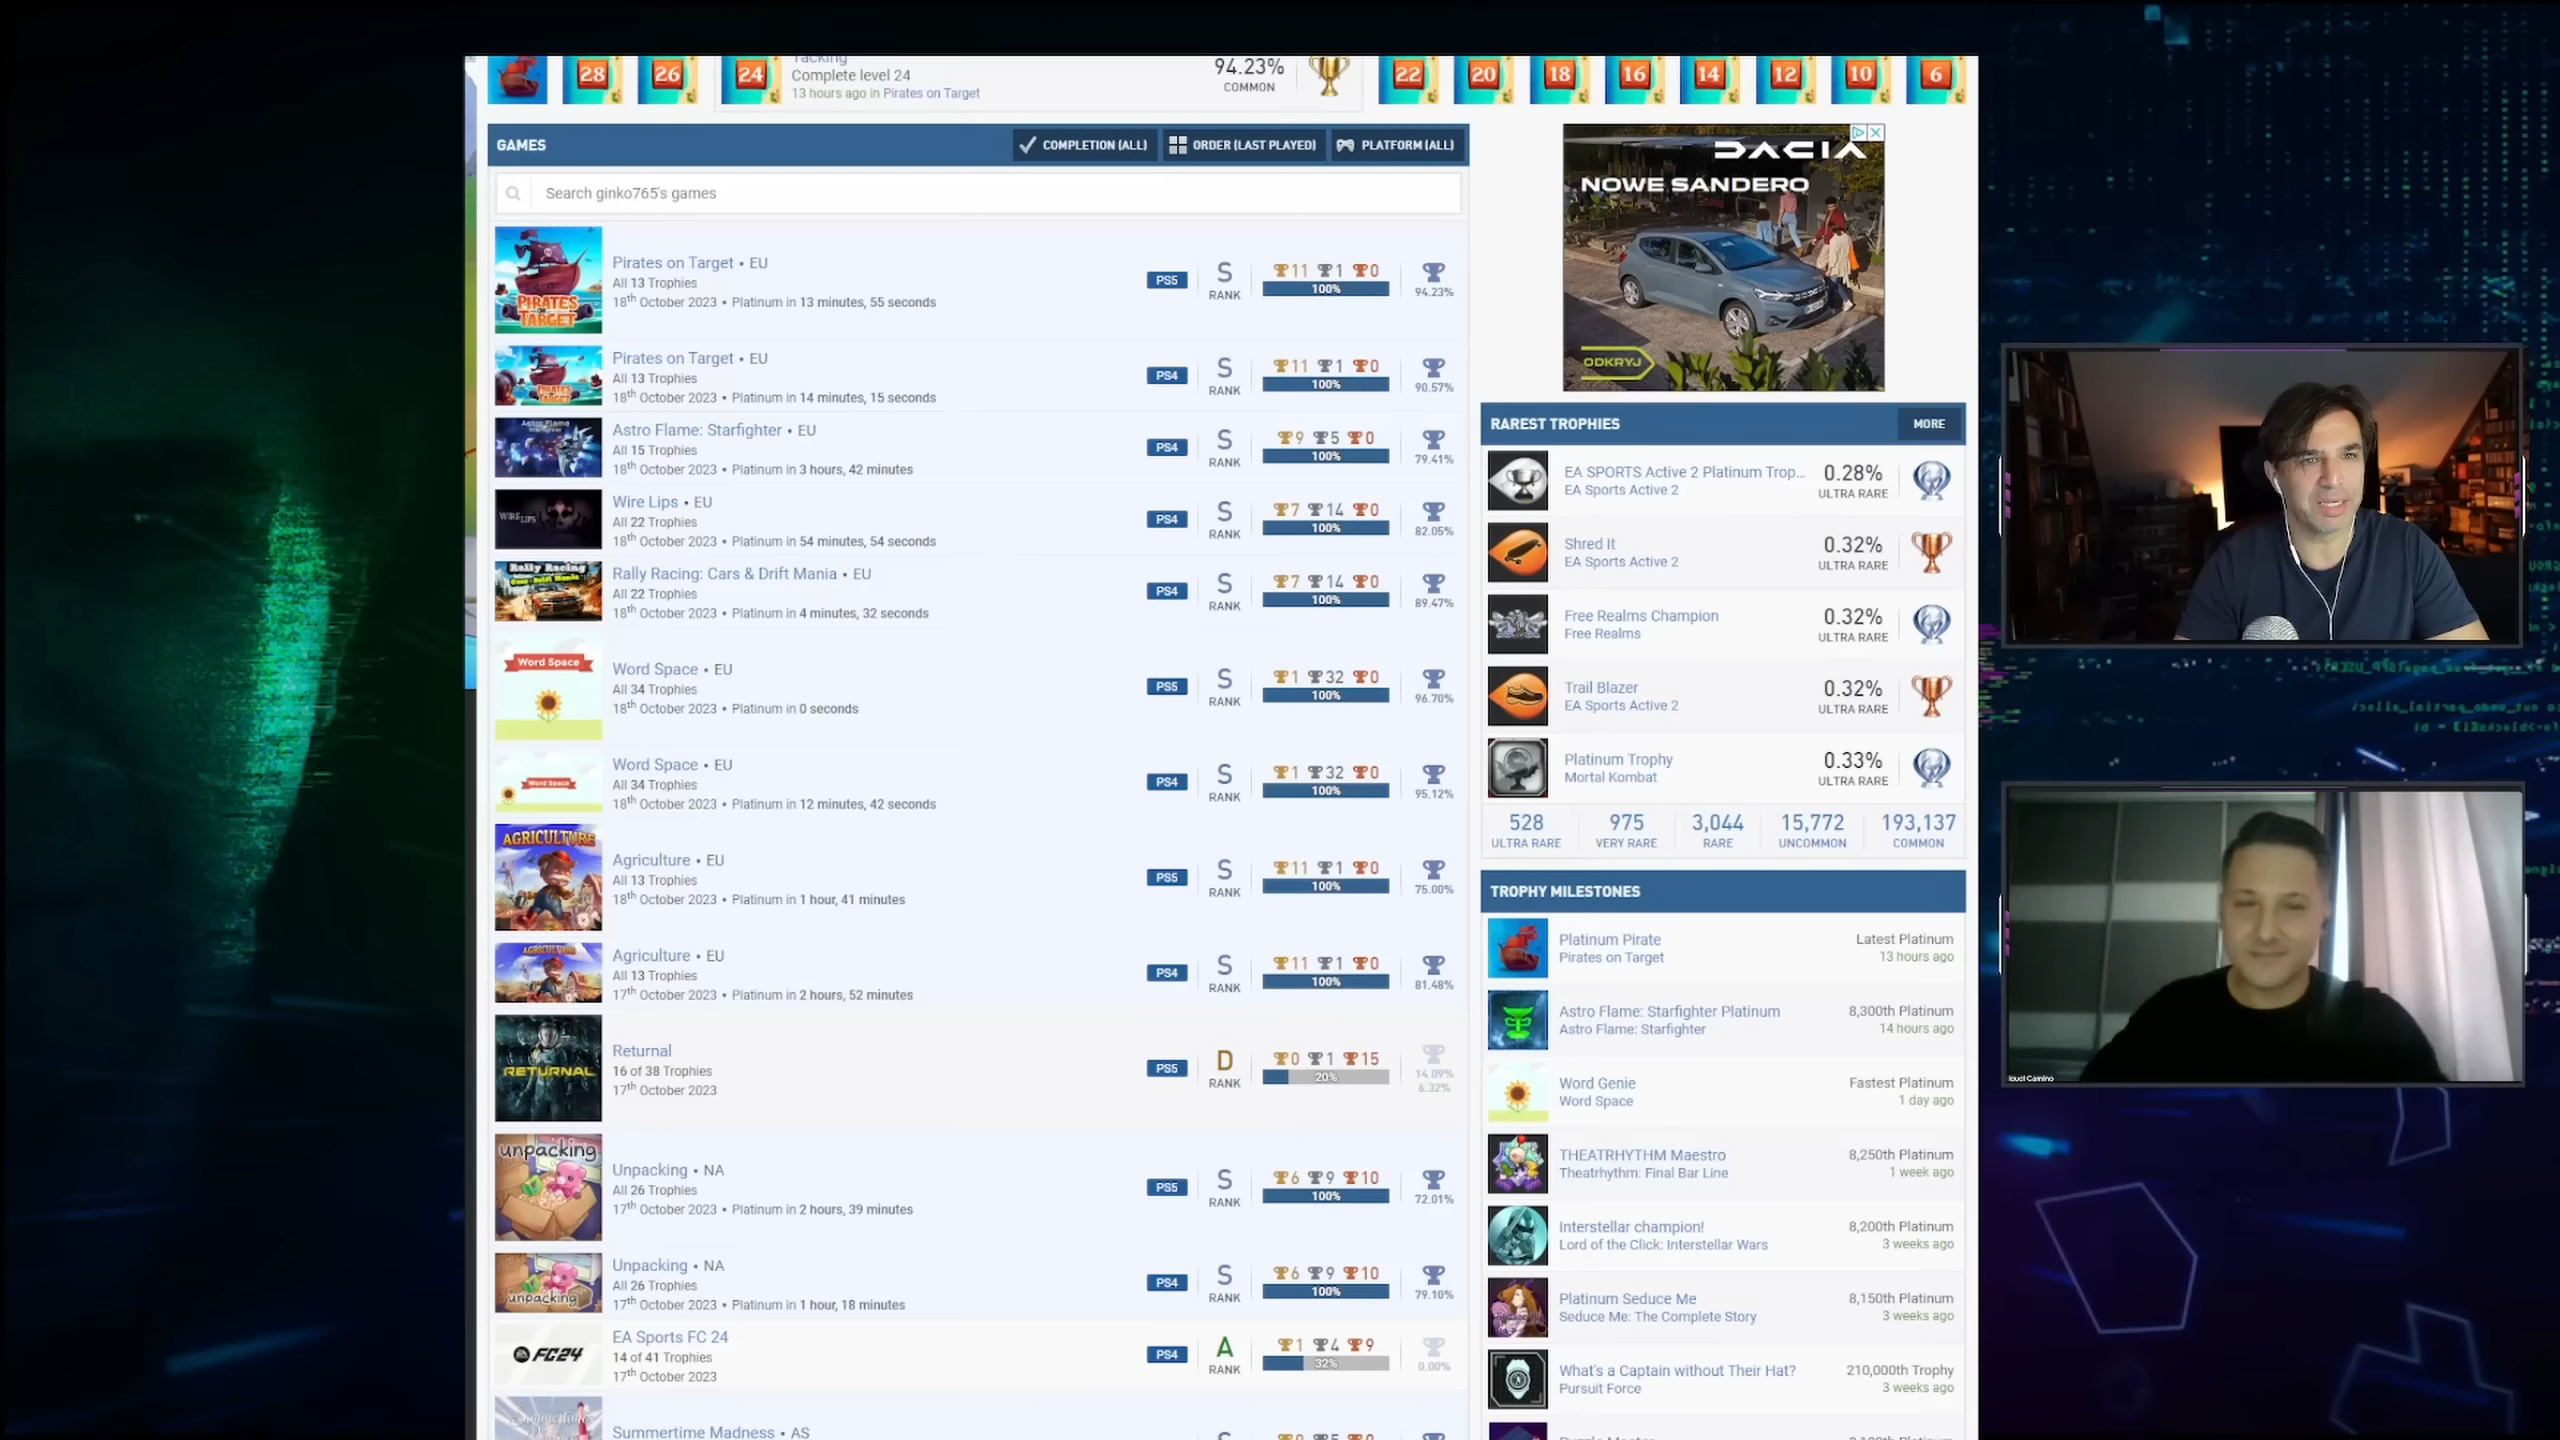 28
26
24
Tacking
Complete level 24
13 hours ago in Pirates on Target
94.23%
COMMON
22
20
18
16
14
12
10
6
GAMES
COMPLETION (ALL)
ORDER (LAST PLAYED)
PLATFORM (ALL)
Search ginko765's games
PIRATES ON TARGET
Pirates on Target • EU
All 13 Trophies
18th October 2023 • Platinum in 13 minutes, 55 seconds
PS5
S
RANK
11 1 0
100%
94.23%
Pirates on Target • EU
All 13 Trophies
18th October 2023 • Platinum in 14 minutes, 15 seconds
PS4
S
RANK
11 1 0
100%
90.57%
Astro Flame
Astro Flame: Starfighter • EU
All 15 Trophies
18th October 2023 • Platinum in 3 hours, 42 minutes
PS4
S
RANK
9 5 0
100%
79.41%
WIRE LIPS
Wire Lips • EU
All 22 Trophies
18th October 2023 • Platinum in 54 minutes, 54 seconds
PS4
S
RANK
7 14 0
100%
82.05%
Rally Racing
Rally Racing: Cars & Drift Mania • EU
All 22 Trophies
18th October 2023 • Platinum in 4 minutes, 32 seconds
PS4
S
RANK
7 14 0
100%
89.47%
Word Space
Word Space • EU
All 34 Trophies
18th October 2023 • Platinum in 0 seconds
PS5
S
RANK
1 32 0
100%
96.70%
Word Space
Word Space • EU
All 34 Trophies
18th October 2023 • Platinum in 12 minutes, 42 seconds
PS4
S
RANK
1 32 0
100%
95.12%
AGRICULTURE
Agriculture • EU
All 13 Trophies
18th October 2023 • Platinum in 1 hour, 41 minutes
PS5
S
RANK
11 1 0
100%
75.00%
AGRICULTURE
Agriculture • EU
All 13 Trophies
17th October 2023 • Platinum in 2 hours, 52 minutes
PS4
S
RANK
11 1 0
100%
81.48%
RETURNAL
Returnal
16 of 38 Trophies
17th October 2023
PS5
D
RANK
0 1 15
20%
14.09%
6.32%
unpacking
Unpacking • NA
All 26 Trophies
17th October 2023 • Platinum in 2 hours, 39 minutes
PS5
S
RANK
6 9 10
100%
72.01%
unpacking
Unpacking • NA
All 26 Trophies
17th October 2023 • Platinum in 1 hour, 18 minutes
PS4
S
RANK
6 9 10
100%
79.10%
FC24
EA Sports FC 24
14 of 41 Trophies
17th October 2023
PS4
A
RANK
1 4 9
32%
0.00%
Summertime Madness • AS
DACIA
NOWE SANDERO
ODKRYJ
RAREST TROPHIES
MORE
EA SPORTS Active 2 Platinum Trop...
EA Sports Active 2
0.28%
ULTRA RARE
Shred It
EA Sports Active 2
0.32%
ULTRA RARE
Free Realms Champion
Free Realms
0.32%
ULTRA RARE
Trail Blazer
EA Sports Active 2
0.32%
ULTRA RARE
Platinum Trophy
Mortal Kombat
0.33%
ULTRA RARE
528
ULTRA RARE
975
VERY RARE
3,044
RARE
15,772
UNCOMMON
193,137
COMMON
TROPHY MILESTONES
Platinum Pirate
Pirates on Target
Latest Platinum
13 hours ago
Astro Flame: Starfighter Platinum
Astro Flame: Starfighter
8,300th Platinum
14 hours ago
Word Genie
Word Space
Fastest Platinum
1 day ago
THEATRHYTHM Maestro
Theatrhythm: Final Bar Line
8,250th Platinum
1 week ago
Interstellar champion!
Lord of the Click: Interstellar Wars
8,200th Platinum
3 weeks ago
Platinum Seduce Me
Seduce Me: The Complete Story
8,150th Platinum
3 weeks ago
What's a Captain without Their Hat?
Pursuit Force
210,000th Trophy
3 weeks ago